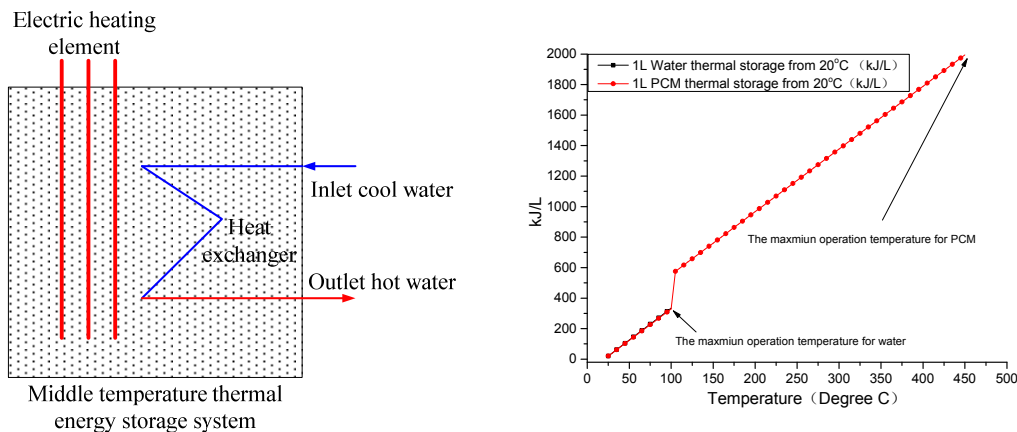 Electric heating
element
Inlet cool water
Heat
exchanger
Outlet hot water
Middle temperature thermal
energy storage system
1L Water thermal storage from 20°C （kJ/L）
1L PCM thermal storage from 20°C (kJ/L）
2000
1800
1600
1400
1200
1000
800
600
400
200
0
kJ/L
The maxmiun operation temperature for PCM
The maxmiun operation temperature for water
0 50 100 150 200 250 300 350 400 450 500
Temperature（Degree C）